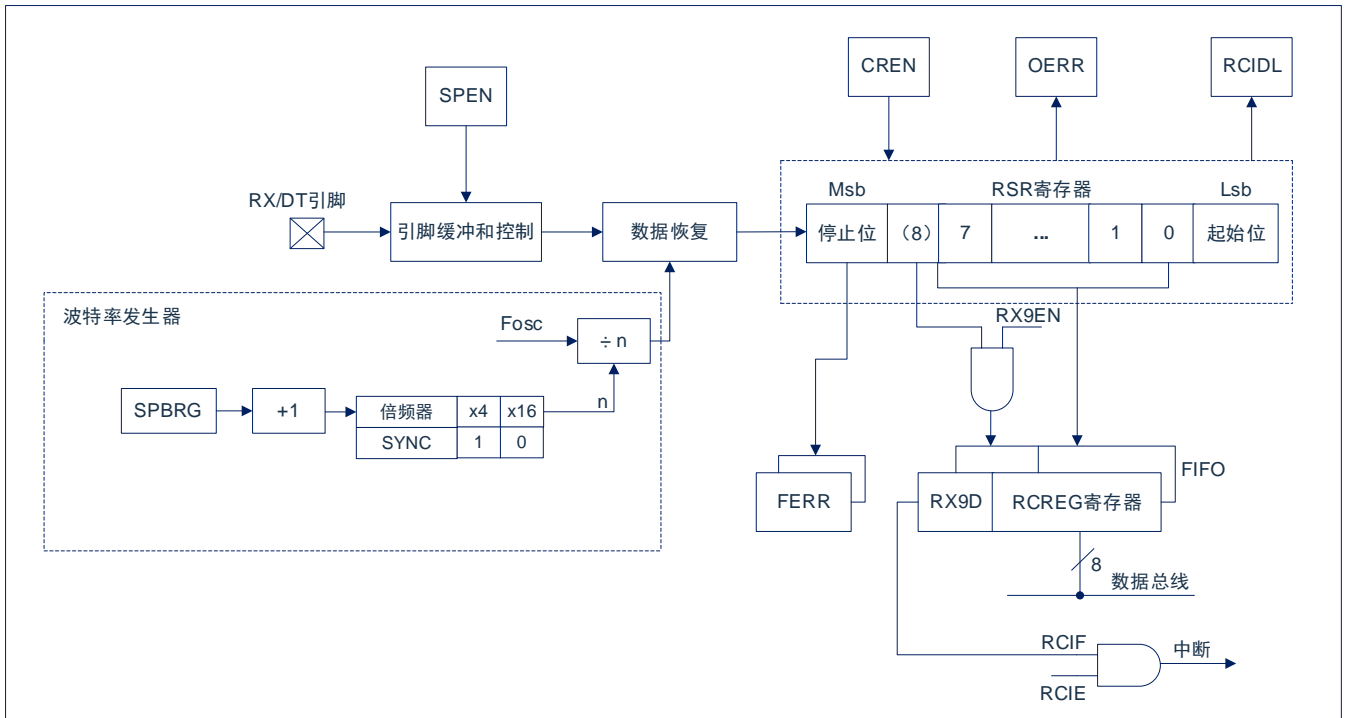 CREN
OERR
RCIDL
SPEN
Msb
RSR寄存器
Lsb
RX/DT引脚
引脚缓冲和控制
数据恢复
停止位
（8）
7
...
1
0
起始位
波特率发生器
Fosc
÷ n
RX9EN
SPBRG
+1
倍频器
x4
x16
n
SYNC
1
0
FIFO
FERR
RX9D
RCREG寄存器
8
数据总线
RCIF
中断
RCIE